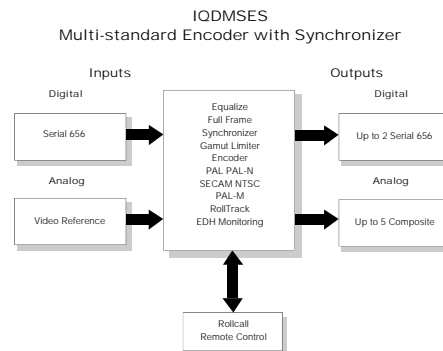 IQDMSES
Multi-standard Encoder with Synchronizer
Inputs
Outputs
Digital
Digital
Serial 656
Equalize
Full Frame
Synchronizer
Gamut Limiter
Encoder
PAL PAL-N
SECAM NTSC
PAL-M
RollTrack
EDH Monitoring
Up to 2 Serial 656
Analog
Analog
Video Reference
Up to 5 Composite
Rollcall
Remote Control